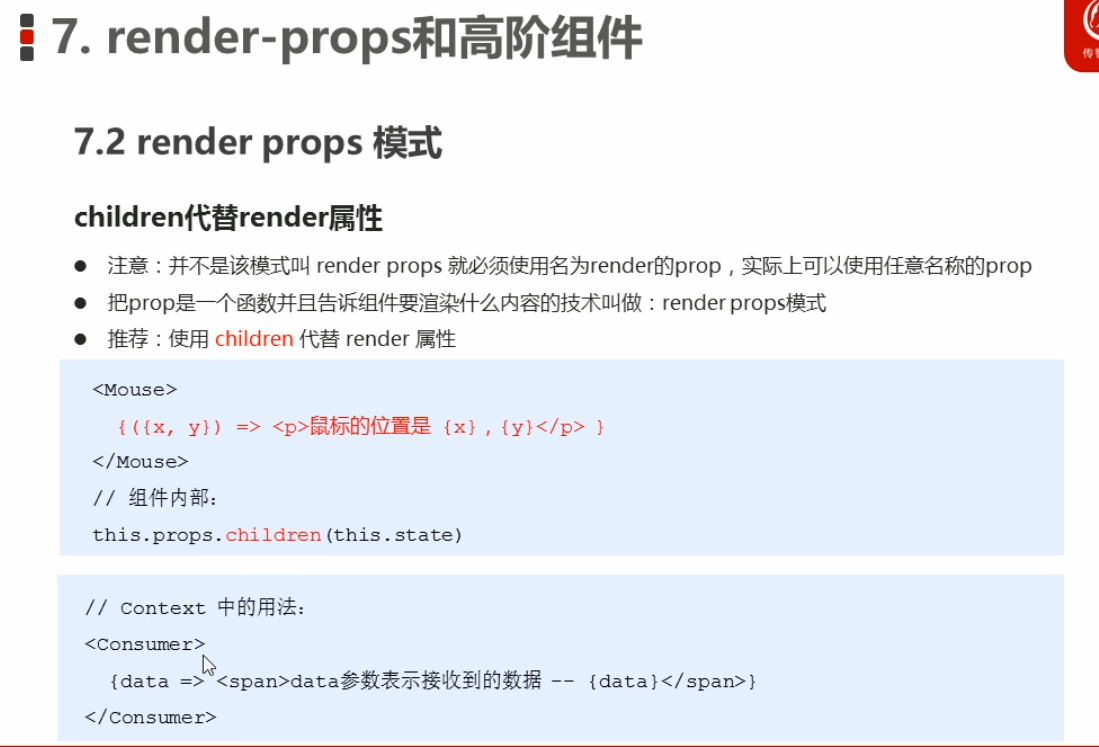 7. render-props和高阶组件
7.2 render props 模式
children代替render属性
● 注意：并不是该模式叫 render props 就必须使用名为render的prop，实际上可以使用任意名称的prop
● 把prop是一个函数并且告诉组件要渲染什么内容的技术叫做：render props模式
● 推荐：使用 children 代替 render 属性
<Mouse>
{({x, y}) => <p>鼠标的位置是 {x}，{y}</p> }
</Mouse>
// 组件内部：
this.props.children(this.state)
// Context 中的用法：
<Consumer>
{data => <span>data参数表示接收到的数据 -- {data}</span>}
</Consumer>